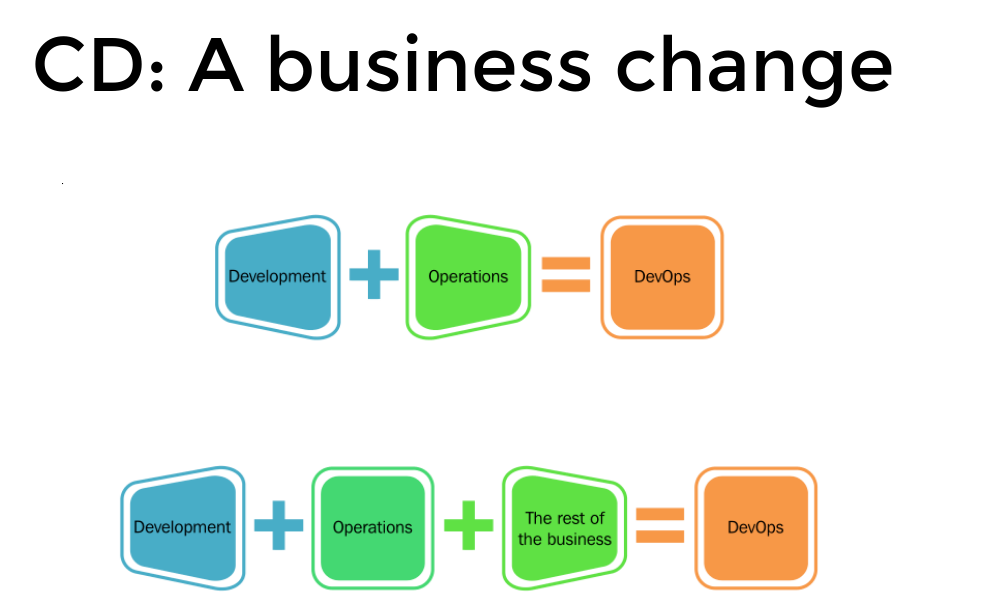 CD: A business change
Development + Operations = DevOps
Development + Operations + The rest of
the business = DevOps